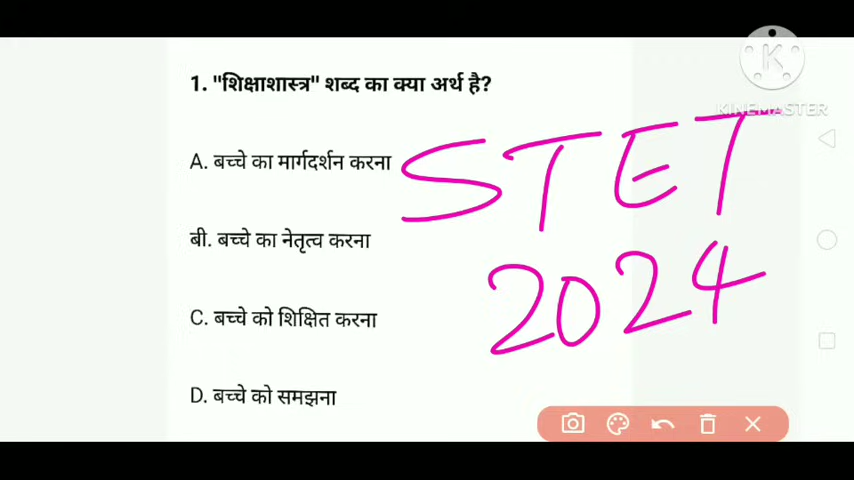 1. "शिक्षाशास्त्र" शब्द का क्या अर्थ है?
KINEMASTER
A. बच्चे का मार्गदर्शन करना
STET
बी. बच्चे का नेतृत्व करना
2024
C. बच्चे को शिक्षित करना
D. बच्चे को समझना